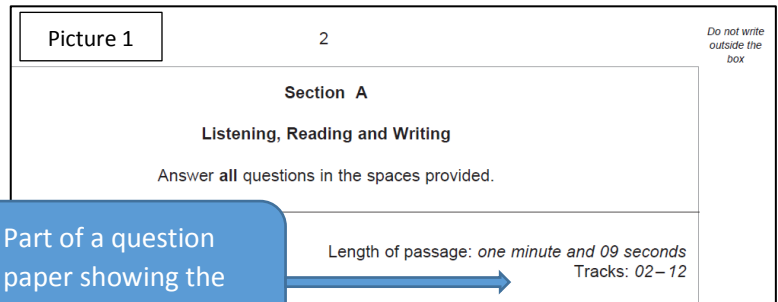 Picture 1
2
Do not write
outside the
box
Section A
Listening, Reading and Writing
Answer all questions in the spaces provided.
Part of a question
paper showing the
Length of passage: one minute and 09 seconds
Tracks: 02–12